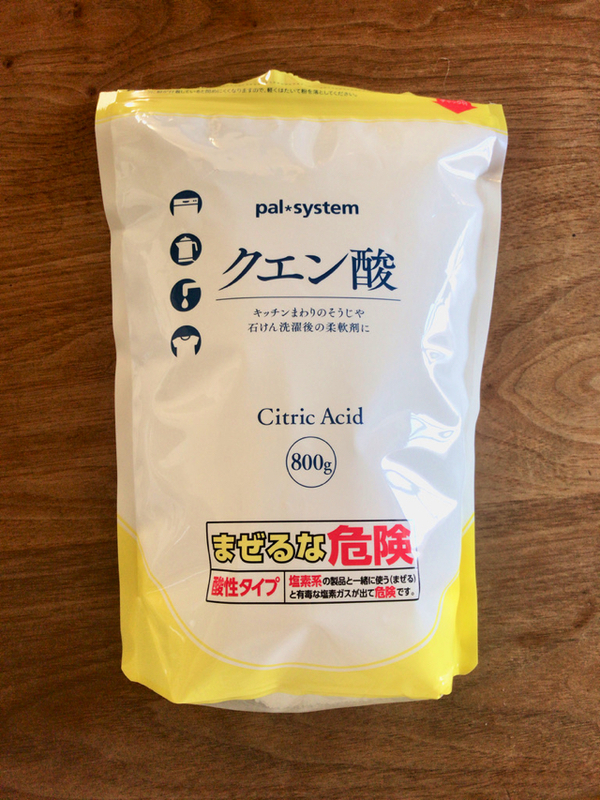 pal*system
クエン酸
キッチンまわりのそうじや
石けん洗濯後の柔軟剤に
Citric Acid
800g
まぜるな危険
酸性タイプ
塩素系の製品と一緒に使う(まぜる)
と有毒な塩素ガスが出て危険です。